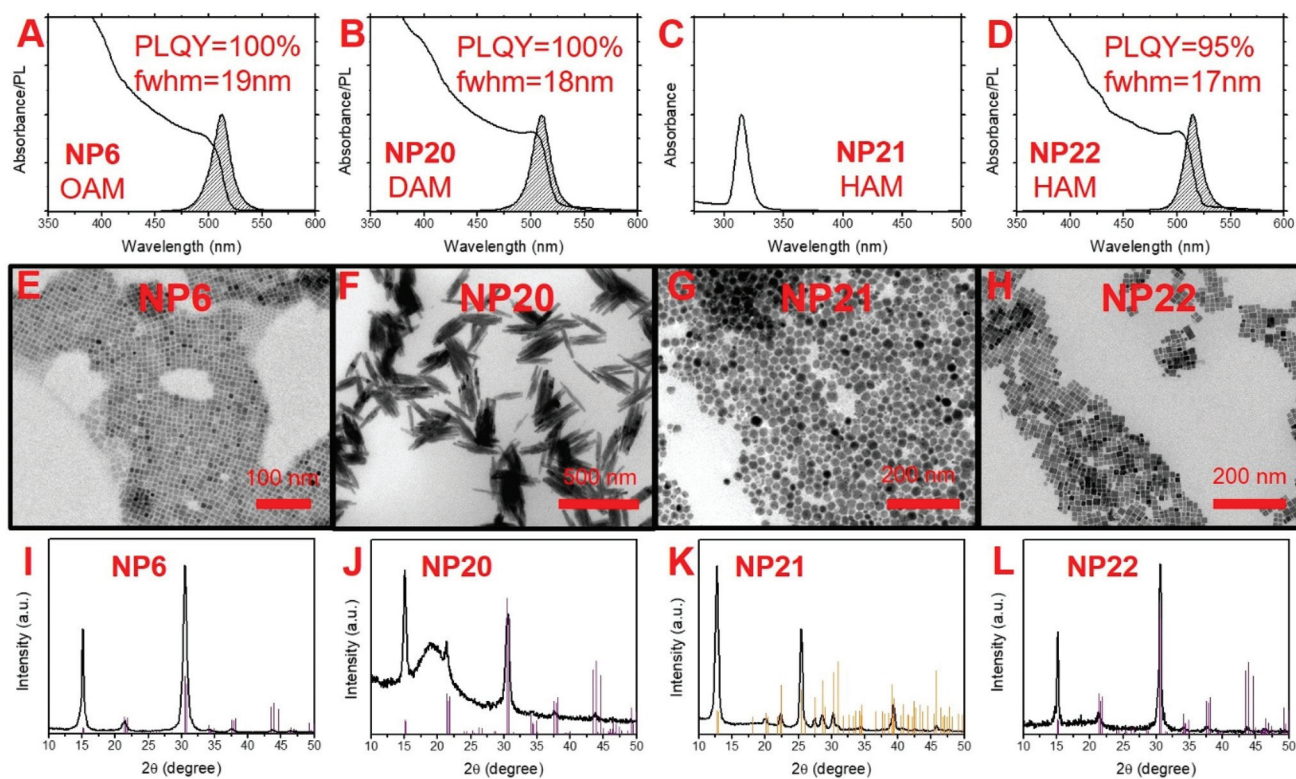 A
PLQY=100%
fwhm=19nm
NP6
OAM
Absorbance/PL
350 400 450 500 550 600
Wavelength (nm)
B
PLQY=100%
fwhm=18nm
NP20
DAM
Absorbance/PL
350 400 450 500 550 600
Wavelength (nm)
C
NP21
HAM
Absorbance
300 350 400 450 500
Wavelength (nm)
D
PLQY=95%
fwhm=17nm
NP22
HAM
Absorbance/PL
350 400 450 500 550 600
Wavelength (nm)
E
NP6
100 nm
F
NP20
500 nm
G
NP21
200 nm
H
NP22
200 nm
I
NP6
Intensity (a.u.)
10 15 20 25 30 35 40 45 50
2θ (degree)
J
NP20
Intensity (a.u.)
10 15 20 25 30 35 40 45 50
2θ (degree)
K
NP21
Intensity (a.u.)
10 15 20 25 30 35 40 45 50
2θ (degree)
L
NP22
Intensity (a.u.)
10 15 20 25 30 35 40 45 50
2θ (degree)